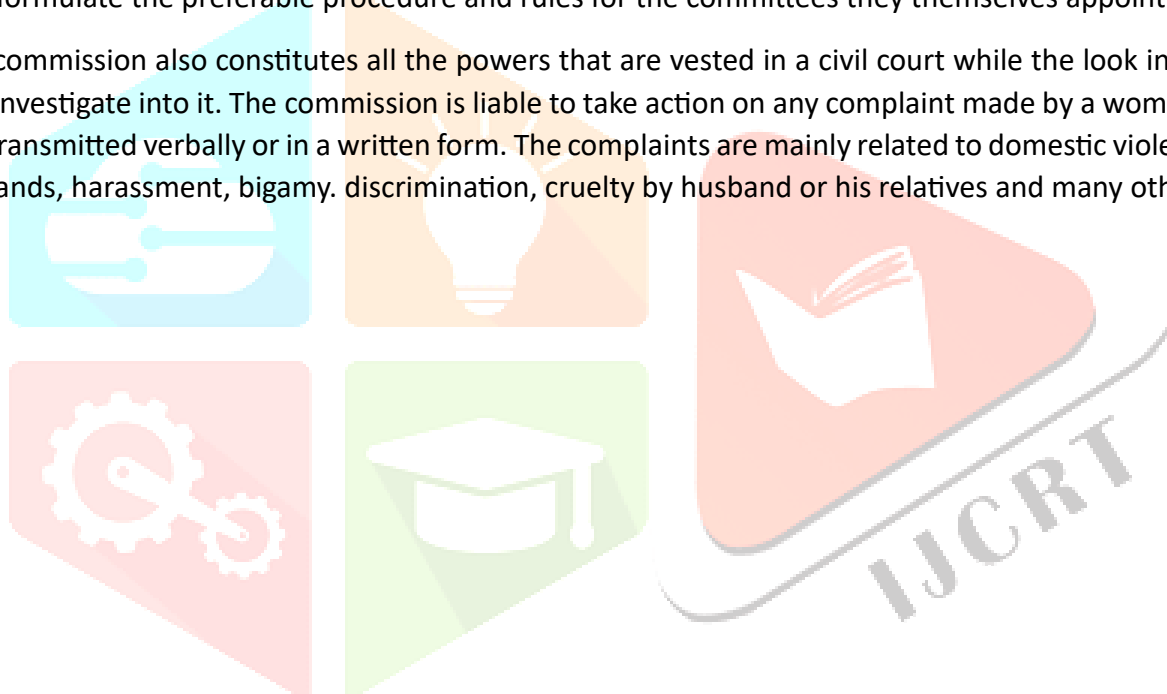 formulate the preferable procedure and rules for the committees they themselves appoint
commission also constitutes all the powers that are vested in a civil court while the look in
investigate into it. The commission is liable to take action on any complaint made by a wom
ransmitted verbally or in a written form. The complaints are mainly related to domestic viole
ands, harassment, bigamy. discrimination, cruelty by husband or his relatives and many oth
IJCRT